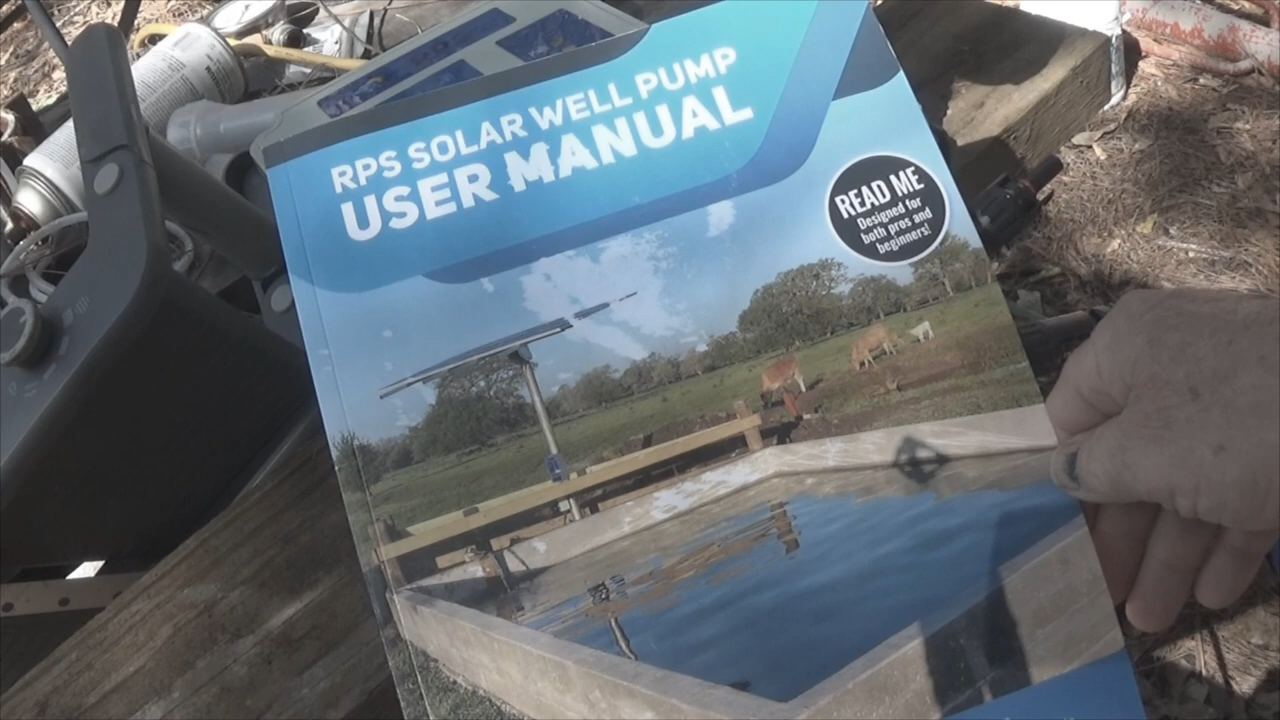 RPS SOLAR WELL PUMP
USER MANUAL
READ ME
Designed for
both pros and
beginners!